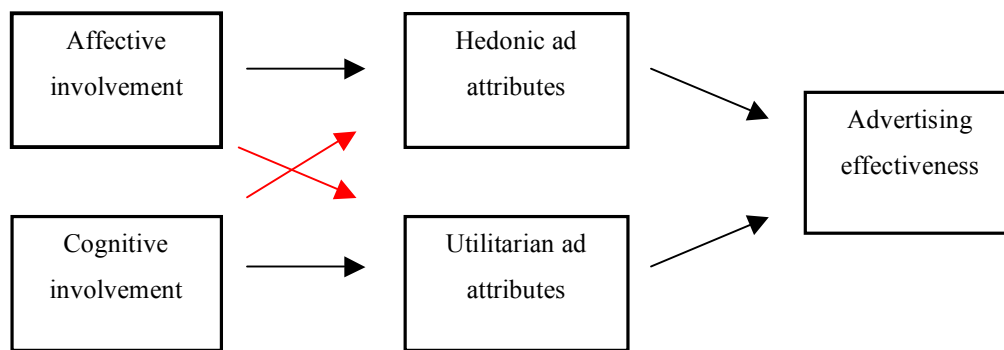 Affective
involvement
Hedonic ad
attributes
Advertising
effectiveness
Cognitive
involvement
Utilitarian ad
attributes